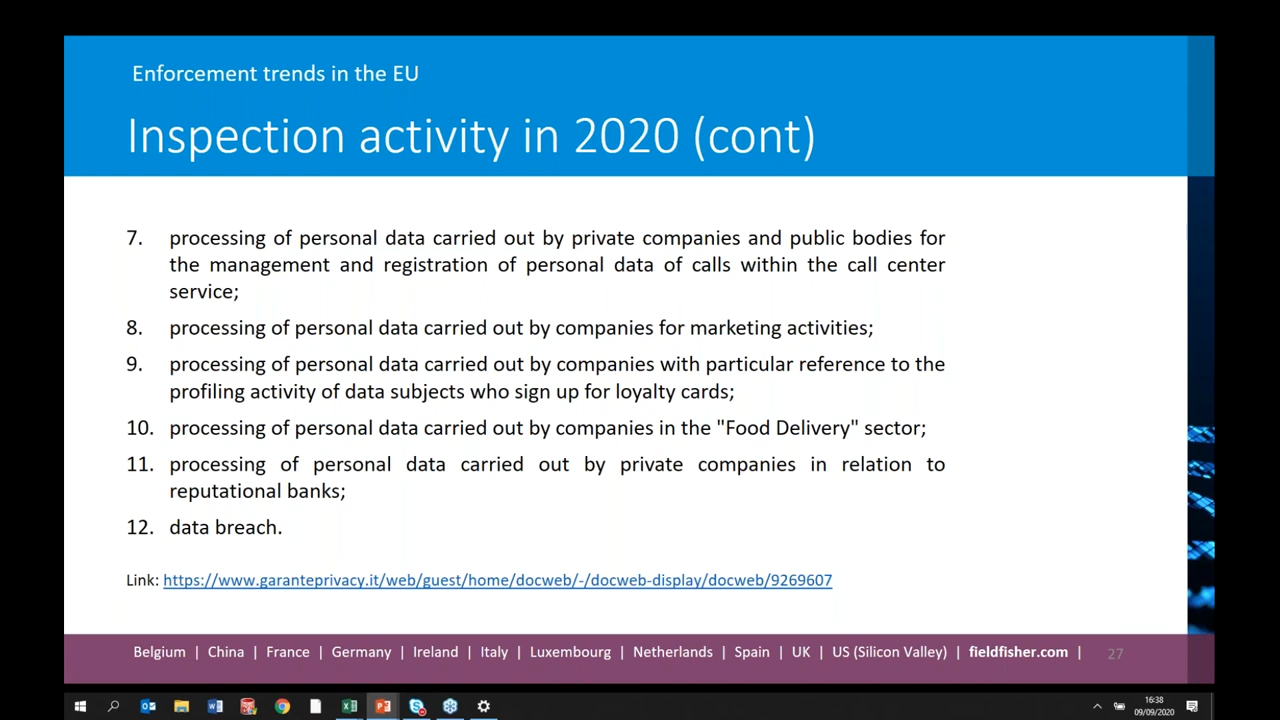 Enforcement trends in the EU
Inspection activity in 2020 (cont)
7. processing of personal data carried out by private companies and public bodies for
the management and registration of personal data of calls within the call center
service;
8. processing of personal data carried out by companies for marketing activities;
9. processing of personal data carried out by companies with particular reference to the
profiling activity of data subjects who sign up for loyalty cards;
10. processing of personal data carried out by companies in the "Food Delivery" sector;
11. processing of personal data carried out by private companies in relation to
reputational banks;
12. data breach.
Link: https://www.garanteprivacy.it/web/guest/home/docweb/-/docweb-display/docweb/9269607
Belgium | China | France | Germany | Ireland | Italy | Luxembourg | Netherlands | Spain | UK | US (Silicon Valley) | fieldfisher.com | 27
16:38
09/09/2020